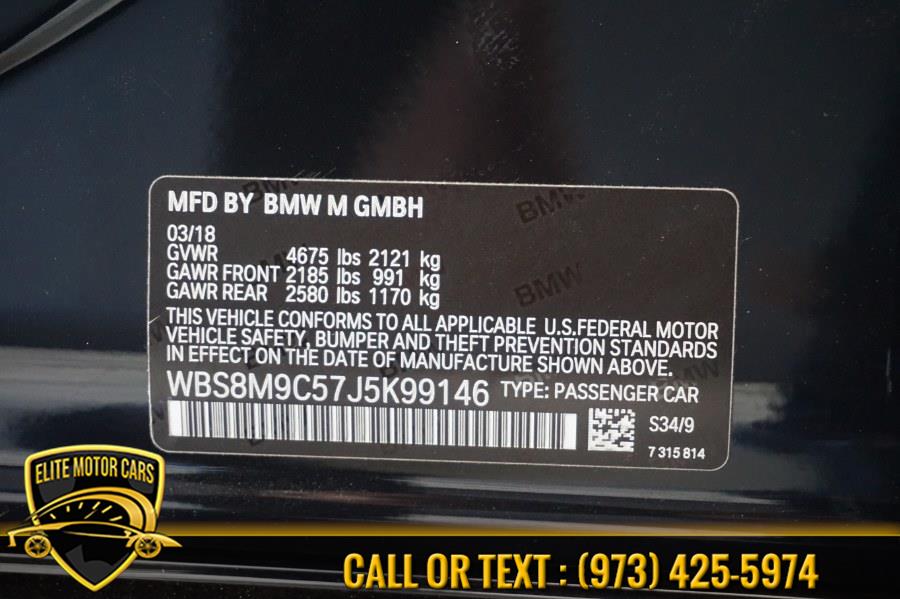 BMW
BMW
MFD BY BMW M GMBH
03/18
GVWR 4675 lbs 2121 kg
GAWR FRONT 2185 lbs 991 kg
GAWR REAR 2580 lbs 1170 kg
BMW
THIS VEHICLE CONFORMS TO ALL APPLICABLE U.S.FEDERAL MOTOR
VEHICLE SAFETY, BUMPER AND THEFT PREVENTION STANDARDS
IN EFFECT ON THE DATE OF MANUFACTURE SHOWN ABOVE.
WBS8M9C57J5K99146 TYPE: PASSENGER CAR
S34/9
7 315 814
ELITE MOTOR CARS
CALL OR TEXT : (973) 425-5974